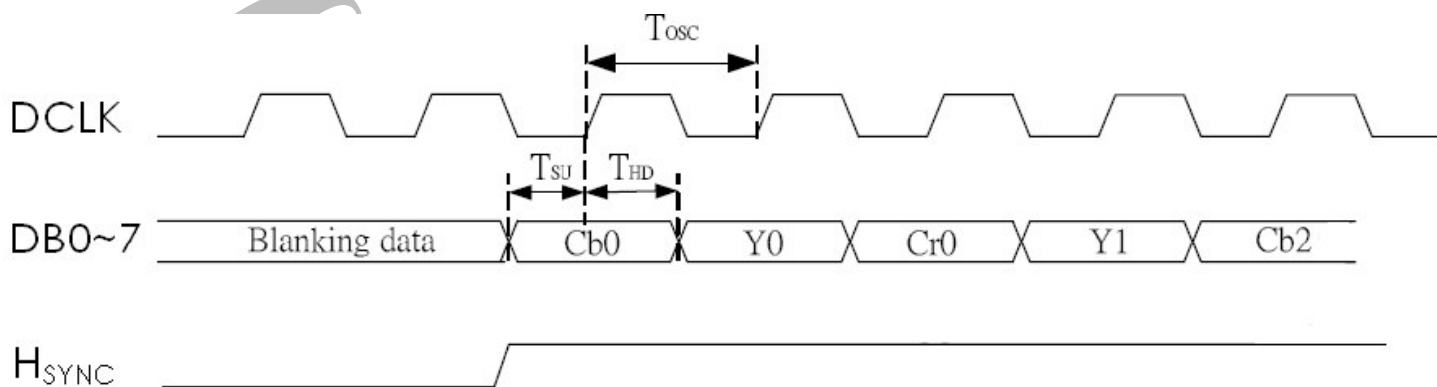 Tosc
DCLK
TSU THD
DB0~7 Blanking data Cb0 Y0 Cr0 Y1 Cb2
HSYNC